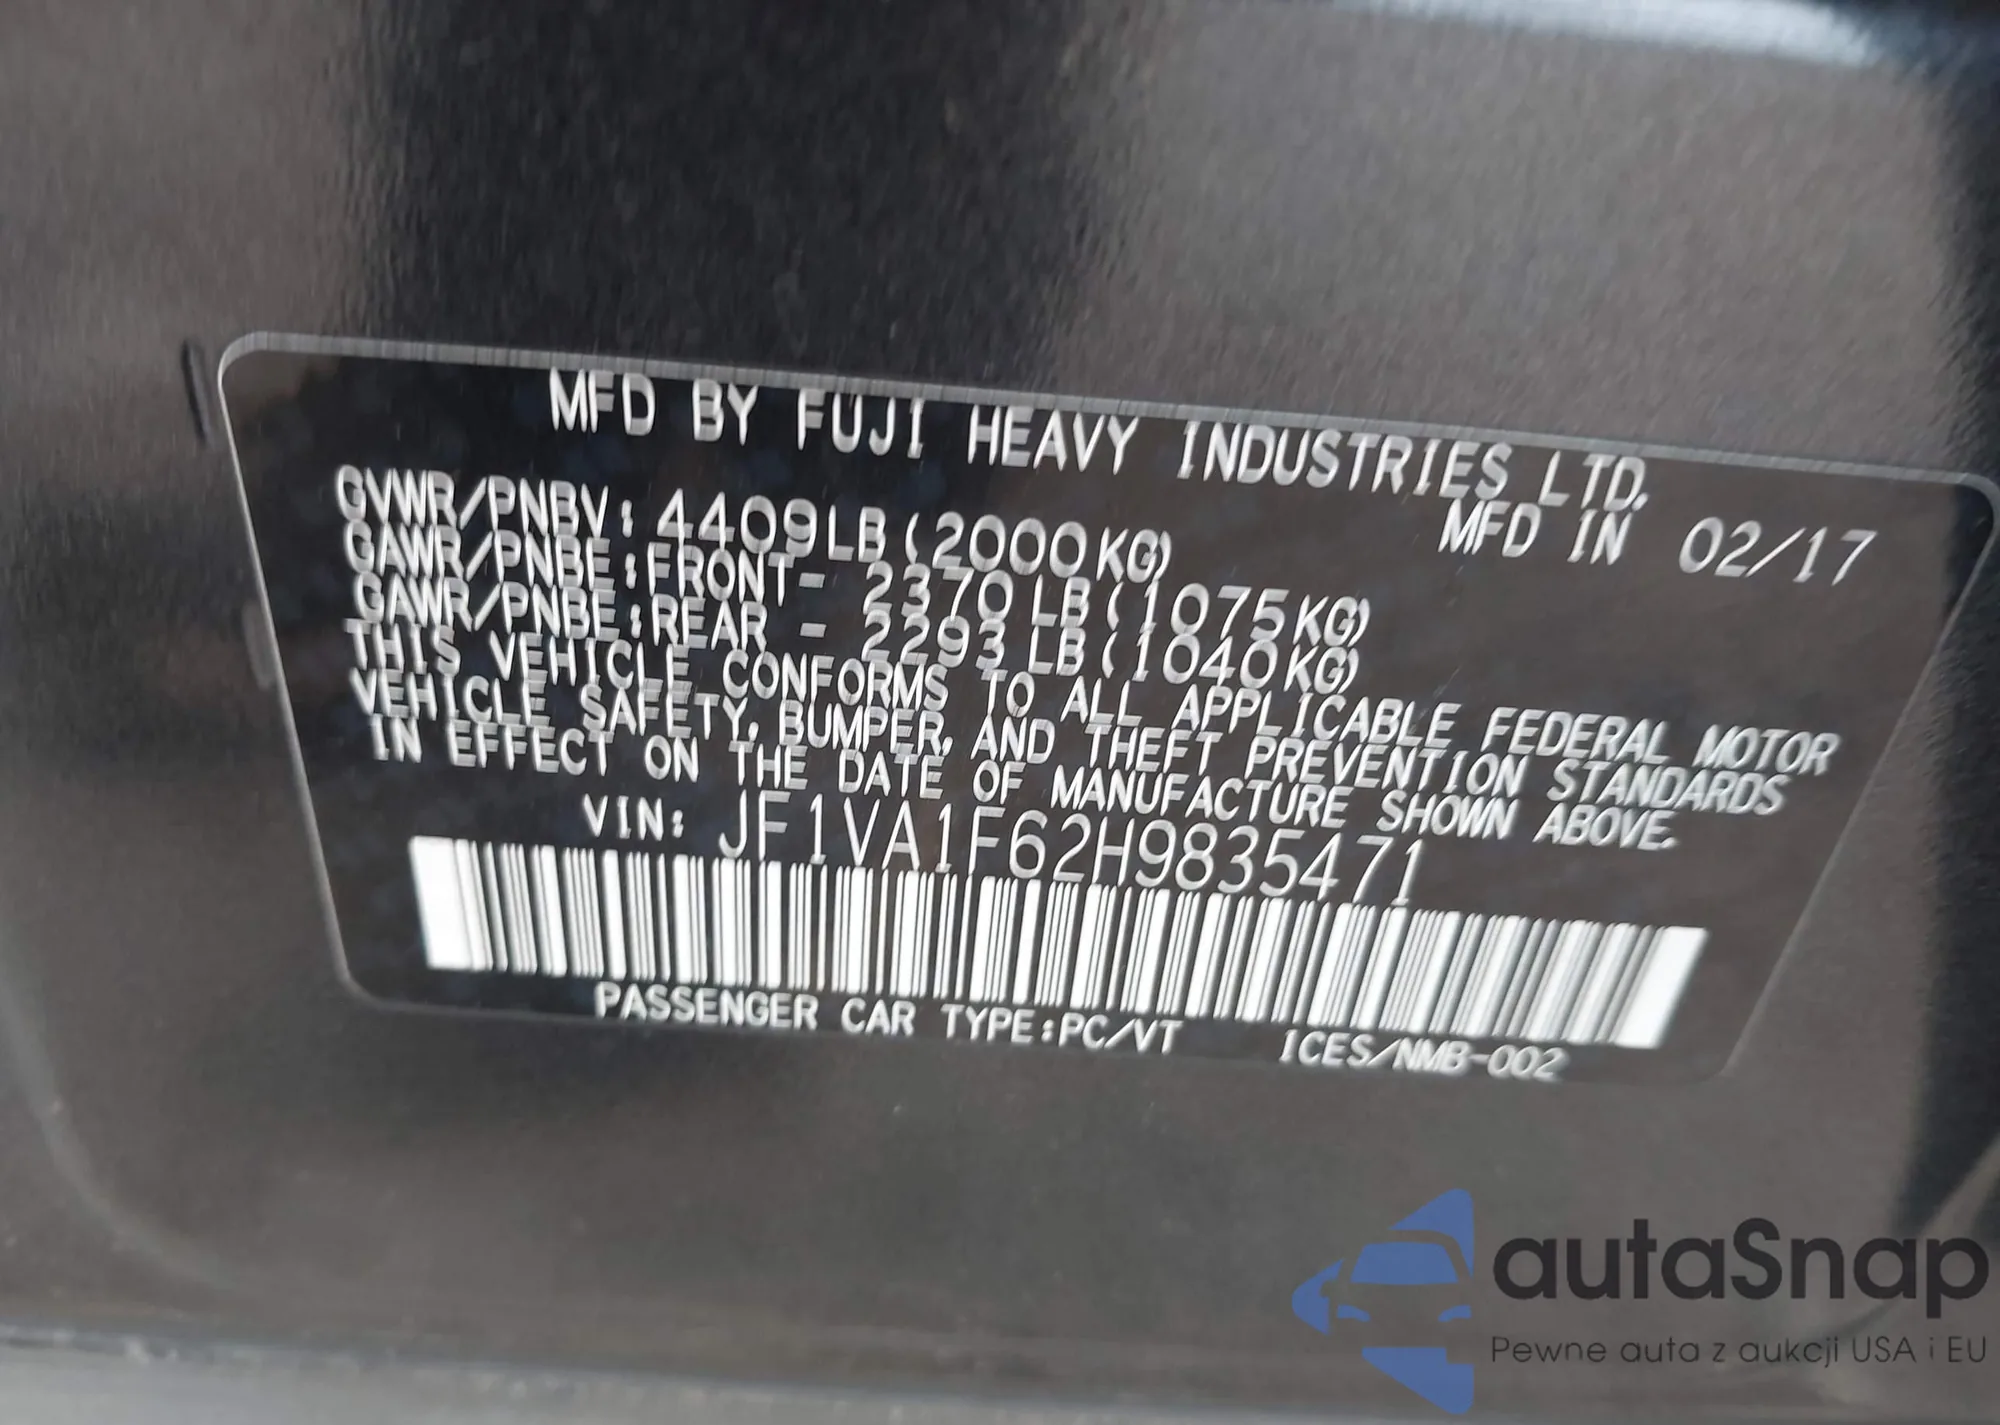 MFD BY FUJI HEAVY INDUSTRIES LTD.
MFD IN 02/17
GVWR/PNBV: 4409LB(2000KG)
GAWR/PNBE:FRONT- 2370LB(1075KG)
GAWR/PNBE:REAR - 2293LB(1040KG)
THIS VEHICLE CONFORMS TO ALL APPLICABLE FEDERAL MOTOR
VEHICLE SAFETY, BUMPER, AND THEFT PREVENTION STANDARDS
IN EFFECT ON THE DATE OF MANUFACTURE SHOWN ABOVE.
VIN: JF1VA1F62H9835471
PASSENGER CAR TYPE:PC/VT ICES/NMB-002
autaSnap
Pewne auta z aukcji USA i EU